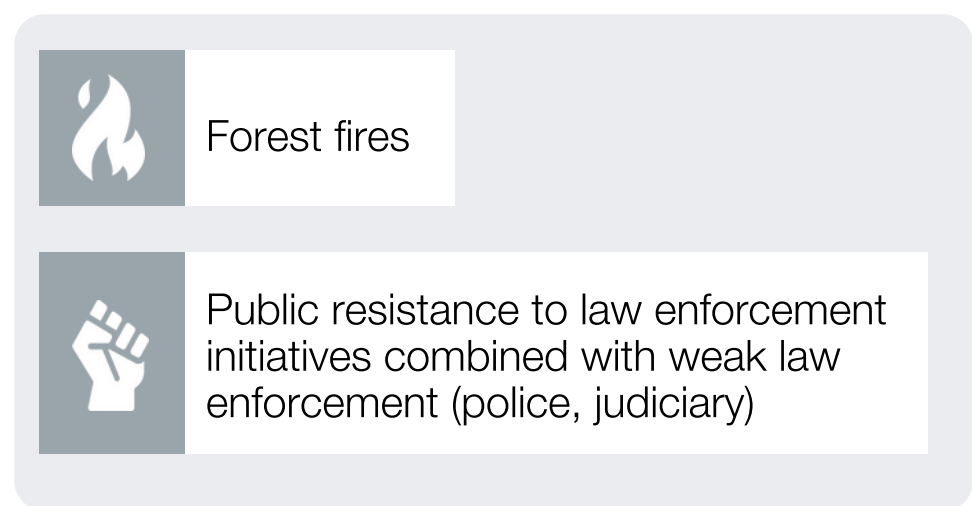 Forest fires
Public resistance to law enforcement
initiatives combined with weak law
enforcement (police, judiciary)